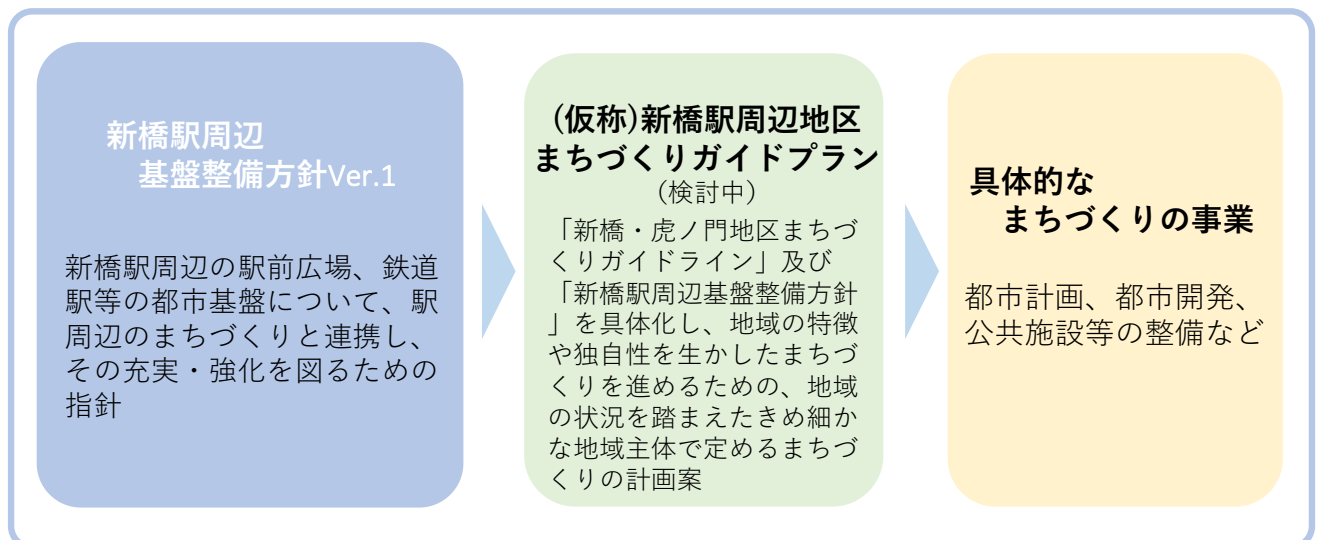 新橋駅周辺
基盤整備方針Ver.1
新橋駅周辺の駅前広場、鉄道
駅等の都市基盤について、駅
周辺のまちづくりと連携し、
その充実・強化を図るための
指針
(仮称)新橋駅周辺地区
まちづくりガイドプラン
(検討中)
「新橋・虎ノ門地区まちづ
くりガイドライン」及び
「新橋駅周辺基盤整備方針
」を具体化し、地域の特徴
や独自性を生かしたまちづ
くりを進めるための、地域
の状況を踏まえたきめ細か
な地域主体で定めるまちづ
くりの計画案
具体的な
まちづくりの事業
都市計画、都市開発、
公共施設等の整備など